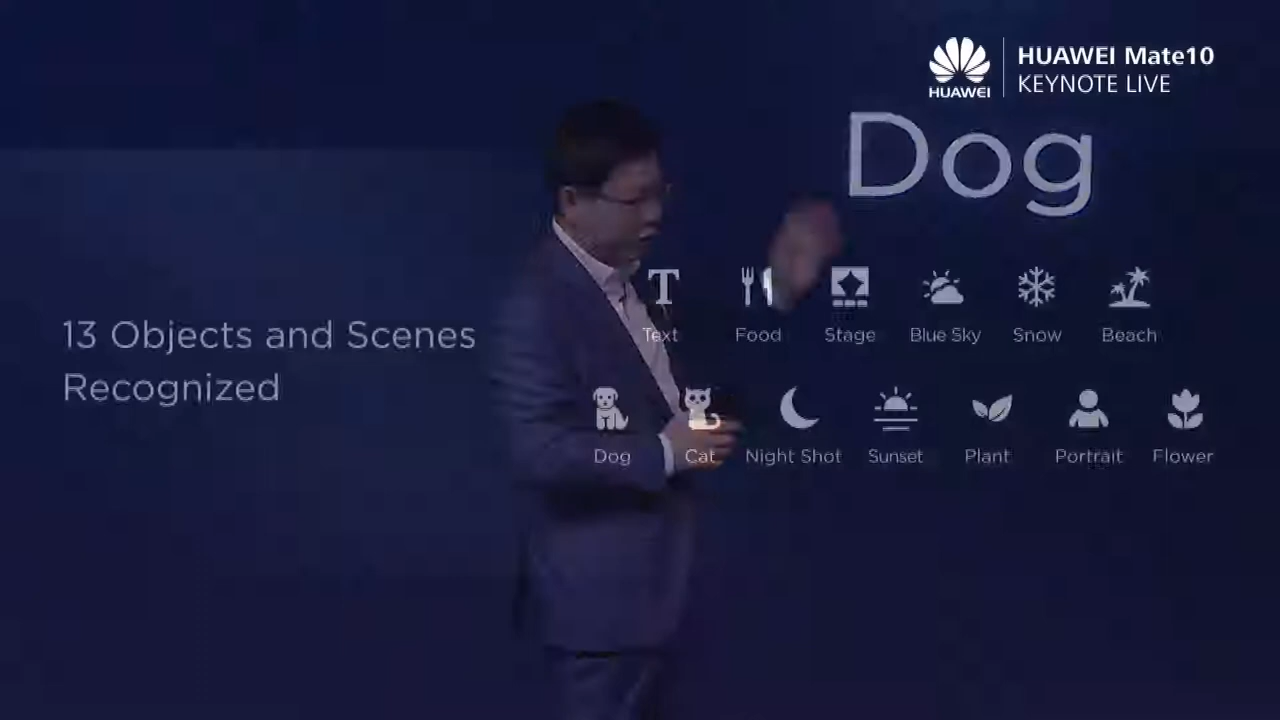 HUAWEI
HUAWEI Mate10
KEYNOTE LIVE
Dog
Text Food Stage Blue Sky Snow Beach
13 Objects and Scenes
Recognized
Dog Cat Night Shot Sunset Plant Portrait Flower